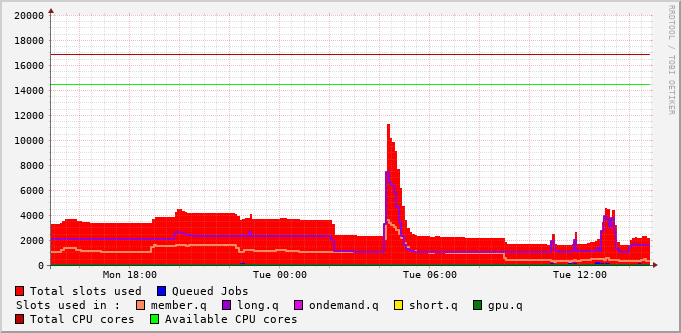 20000
18000
16000
14000
12000
10000
8000
6000
4000
2000
0
Mon 18:00 Tue 00:00 Tue 06:00 Tue 12:00
RRDTOOL / TOBI OETIKER
Total slots used Queued Jobs
Slots used in : member.q long.q ondemand.q short.q gpu.q
Total CPU cores Available CPU cores